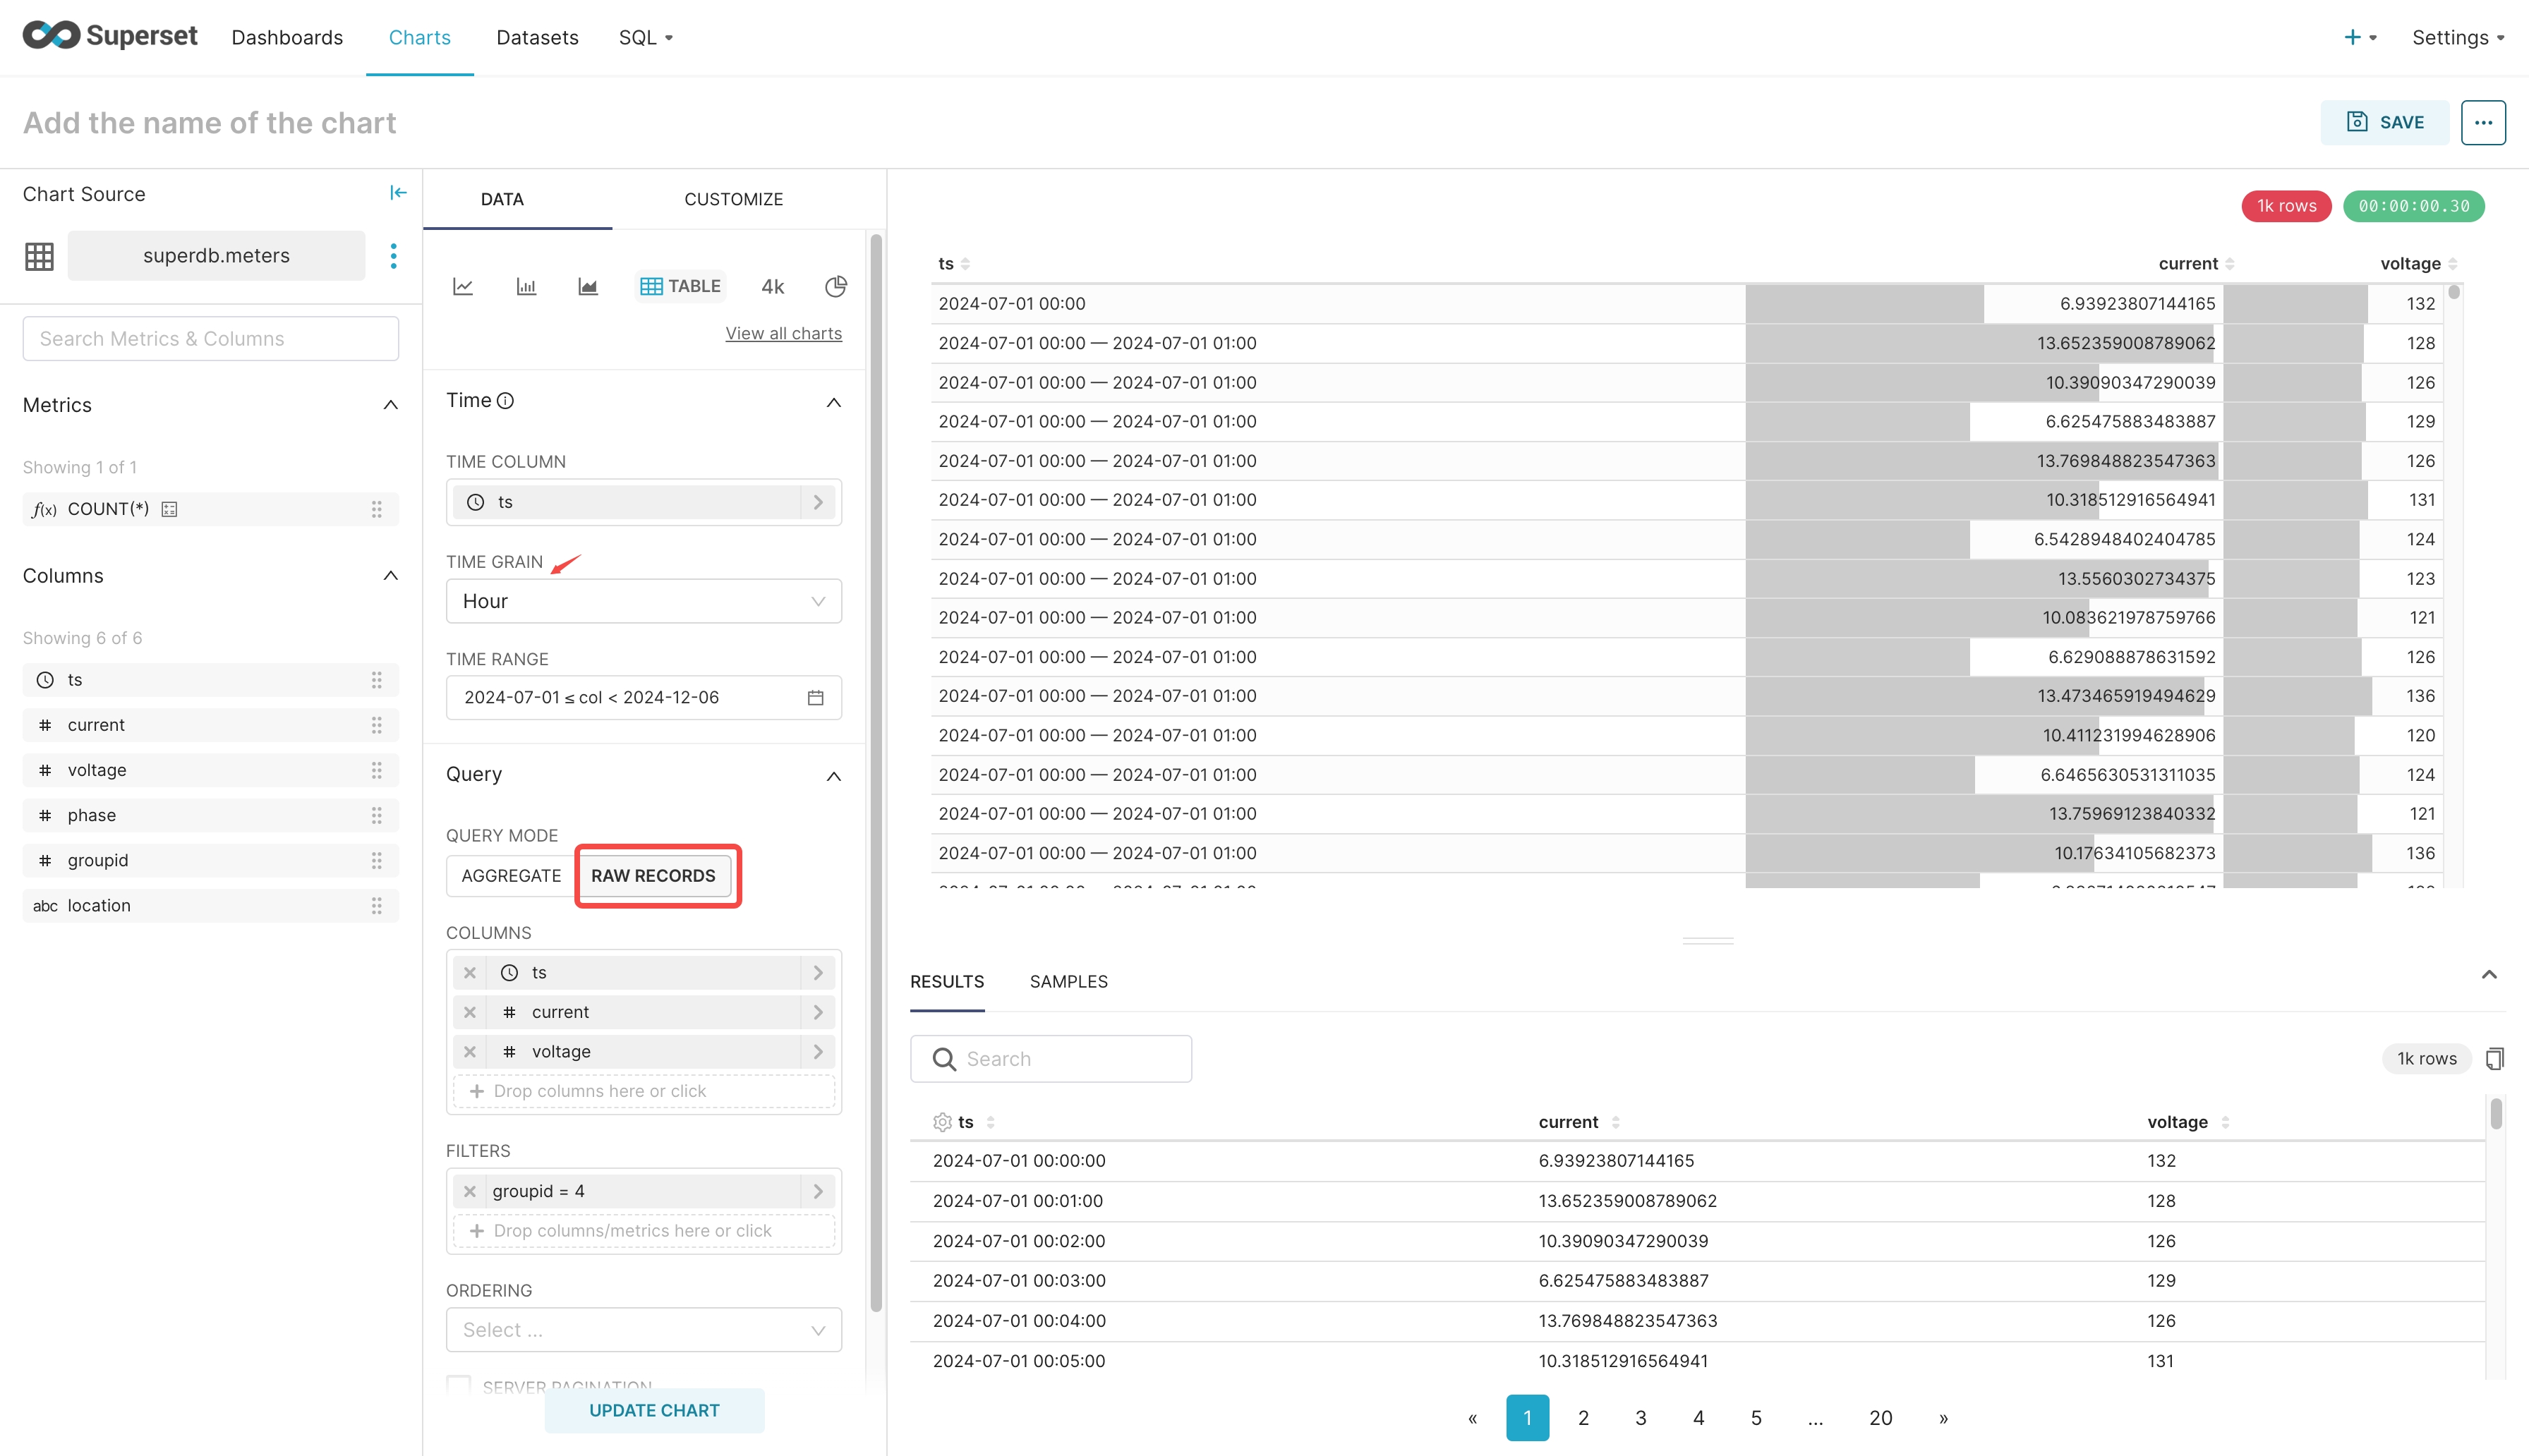 Superset
Dashboards
Charts
Datasets
SQL
Settings
Add the name of the chart
SAVE
Chart Source
superdb.meters
Search Metrics & Columns
Metrics
Showing 1 of 1
f(x) COUNT(*)
Columns
Showing 6 of 6
ts
# current
# voltage
# phase
# groupid
abc location
DATA
CUSTOMIZE
TABLE
4k
View all charts
Time
TIME COLUMN
ts
TIME GRAIN
Hour
TIME RANGE
2024-07-01 ≤ col < 2024-12-06
Query
QUERY MODE
AGGREGATE
RAW RECORDS
COLUMNS
ts
# current
# voltage
+ Drop columns here or click
FILTERS
groupid = 4
+ Drop columns/metrics here or click
ORDERING
Select ...
SERVER PAGINATION
UPDATE CHART
1k rows
00:00:00.30
ts current voltage
2024-07-01 00:00 6.93923807144165 132
2024-07-01 00:00 — 2024-07-01 01:00 13.652359008789062 128
2024-07-01 00:00 — 2024-07-01 01:00 10.39090347290039 126
2024-07-01 00:00 — 2024-07-01 01:00 6.625475883483887 129
2024-07-01 00:00 — 2024-07-01 01:00 13.769848823547363 126
2024-07-01 00:00 — 2024-07-01 01:00 10.318512916564941 131
2024-07-01 00:00 — 2024-07-01 01:00 6.5428948402404785 124
2024-07-01 00:00 — 2024-07-01 01:00 13.5560302734375 123
2024-07-01 00:00 — 2024-07-01 01:00 10.083621978759766 121
2024-07-01 00:00 — 2024-07-01 01:00 6.629088878631592 126
2024-07-01 00:00 — 2024-07-01 01:00 13.473465919494629 136
2024-07-01 00:00 — 2024-07-01 01:00 10.411231994628906 120
2024-07-01 00:00 — 2024-07-01 01:00 6.6465630531311035 124
2024-07-01 00:00 — 2024-07-01 01:00 13.75969123840332 121
2024-07-01 00:00 — 2024-07-01 01:00 10.17634105682373 136
RESULTS
SAMPLES
Search
1k rows
ts current voltage
2024-07-01 00:00:00 6.93923807144165 132
2024-07-01 00:01:00 13.652359008789062 128
2024-07-01 00:02:00 10.39090347290039 126
2024-07-01 00:03:00 6.625475883483887 129
2024-07-01 00:04:00 13.769848823547363 126
2024-07-01 00:05:00 10.318512916564941 131
« 1 2 3 4 5 ... 20 »